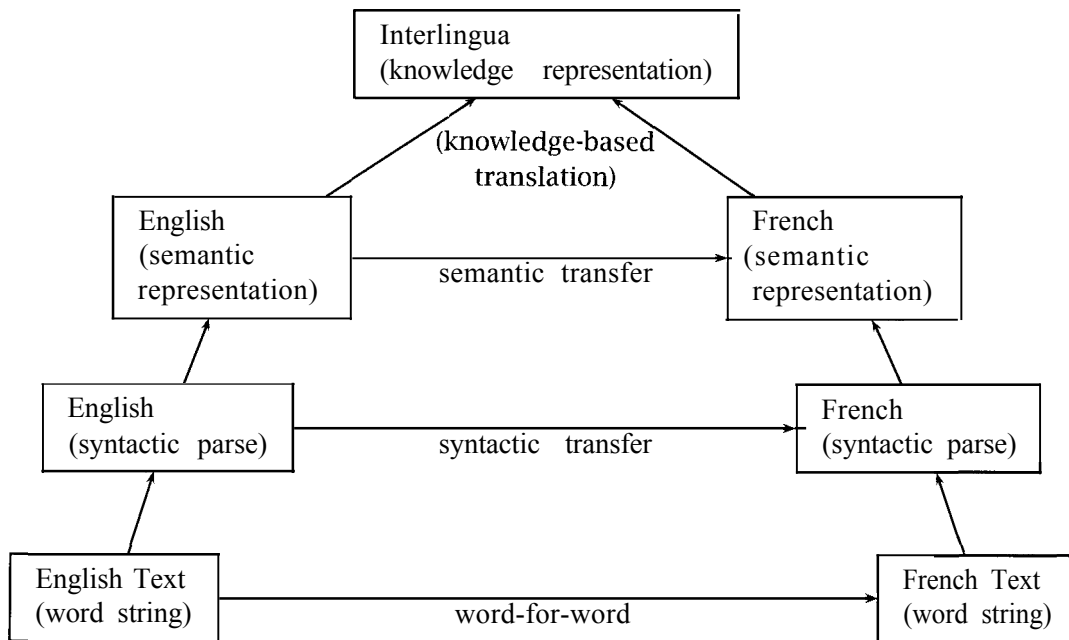 Interlingua
(knowledge representation)
(knowledge-based
translation)
English
(semantic
representation)
semantic transfer
French
(semantic
representation)
English
(syntactic parse)
syntactic transfer
French
(syntactic parse)
English Text
(word string)
word-for-word
French Text
(word string)